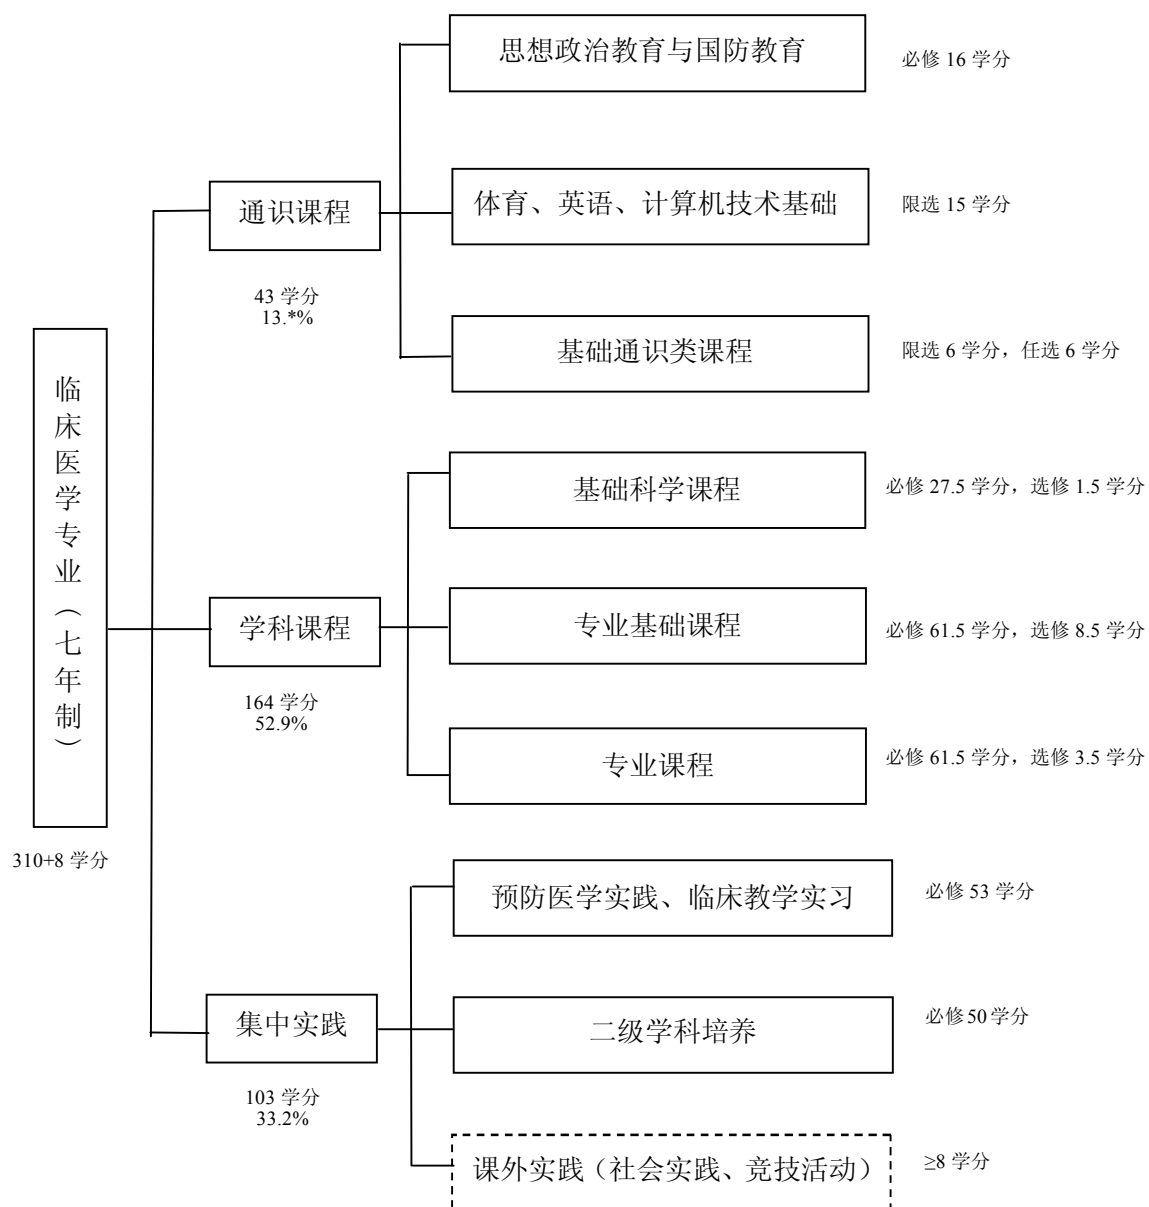 思想政治教育与国防教育
必修 16 学分
通识课程
43 学分
13.*%
体育、英语、计算机技术基础
限选 15 学分
基础通识类课程
限选 6 学分，任选 6 学分
临床医学专业（七年制）
310+8 学分
基础科学课程
必修 27.5 学分，选修 1.5 学分
学科课程
164 学分
52.9%
专业基础课程
必修 61.5 学分，选修 8.5 学分
专业课程
必修 61.5 学分，选修 3.5 学分
预防医学实践、临床教学实习
必修 53 学分
集中实践
103 学分
33.2%
二级学科培养
必修 50 学分
课外实践（社会实践、竞技活动）
≥8 学分